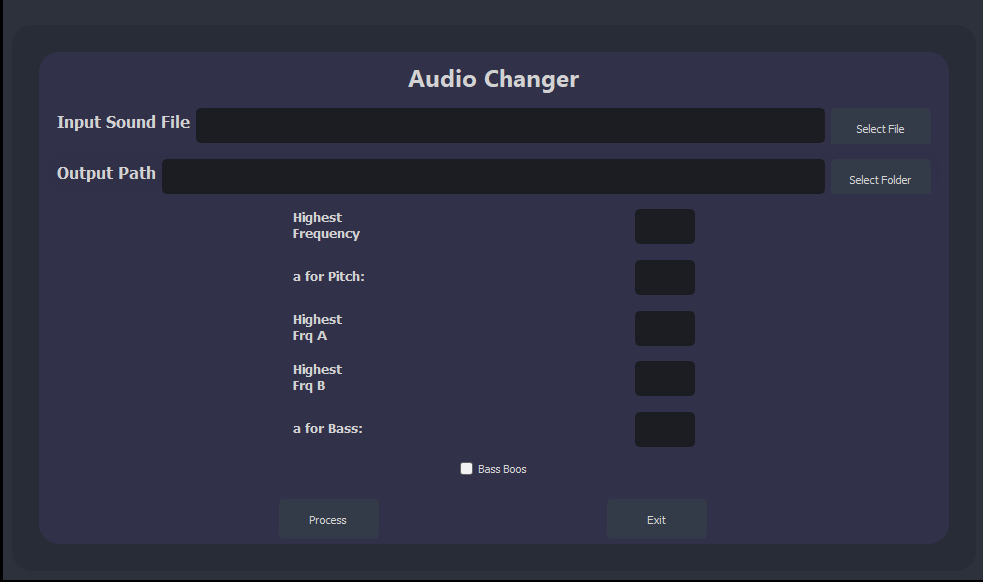 Audio Changer
Input Sound File
Select File
Output Path
Select Folder
Highest
Frequency
a for Pitch:
Highest
Frq A
Highest
Frq B
a for Bass:
Bass Boos
Process
Exit